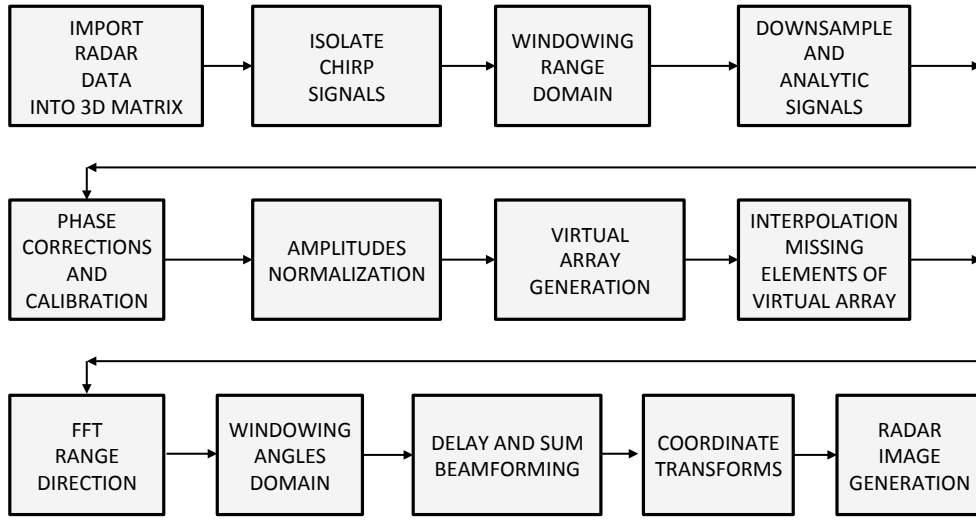 IMPORT
RADAR
DATA
INTO 3D MATRIX
ISOLATE
CHIRP
SIGNALS
WINDOWING
RANGE
DOMAIN
DOWNSAMPLE
AND
ANALYTIC
SIGNALS
PHASE
CORRECTIONS
AND
CALIBRATION
AMPLITUDES
NORMALIZATION
VIRTUAL
ARRAY
GENERATION
INTERPOLATION
MISSING
ELEMENTS OF
VIRTUAL ARRAY
FFT
RANGE
DIRECTION
WINDOWING
ANGLES
DOMAIN
DELAY AND SUM
BEAMFORMING
COORDINATE
TRANSFORMS
RADAR
IMAGE
GENERATION